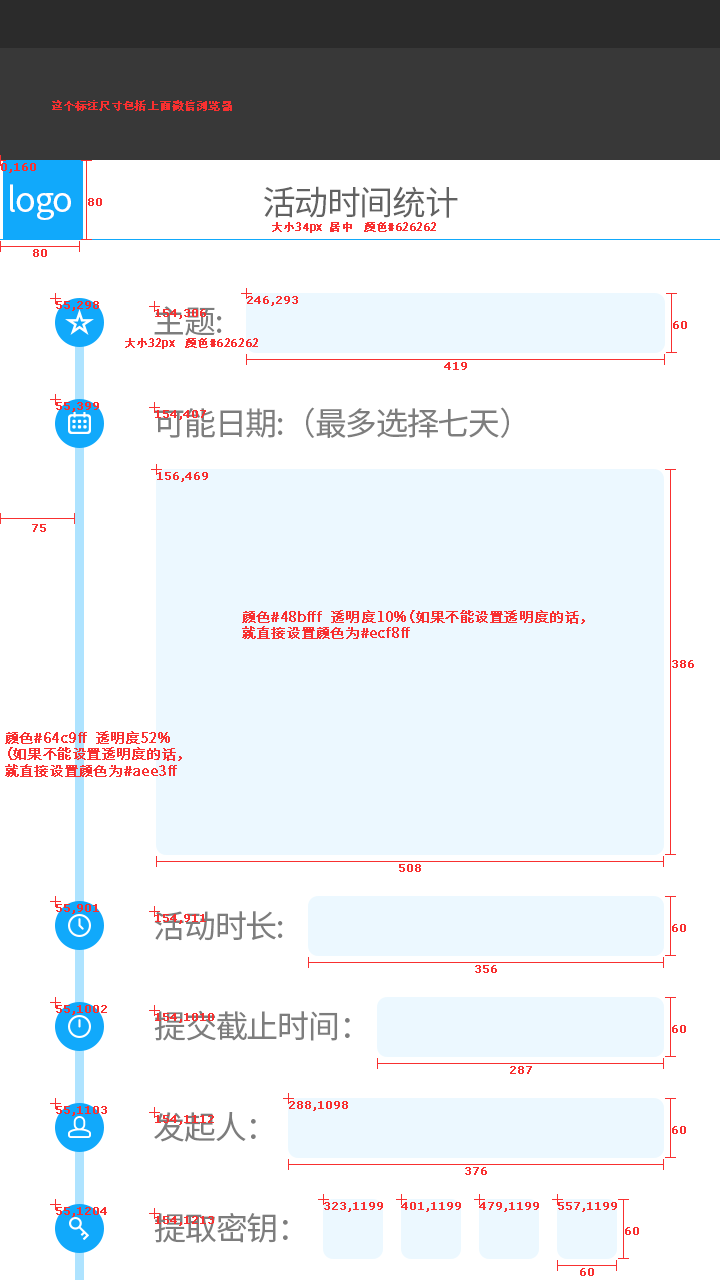 这个标注尺寸包括上面微信浏览器
0,160
logo
80
80
活动时间统计
大小34px 居中 颜色#626262
55,298
主题:
246,293
60
大小32px 颜色#626262
419
55,399
154,407
可能日期:（最多选择七天）
156,469
75
颜色#48bfff 透明度10%(如果不能设置透明度的话,
就直接设置颜色为#ecf8ff
386
颜色#64c9ff 透明度52%
(如果不能设置透明度的话,
就直接设置颜色为#aee3ff
508
55,901
154,911
活动时长:
60
356
55,1002
154,1010
提交截止时间：
60
287
55,1103
154,1112
发起人：
288,1098
60
376
55,1204
154,1213
提取密钥：
323,1199
401,1199
479,1199
557,1199
60
60